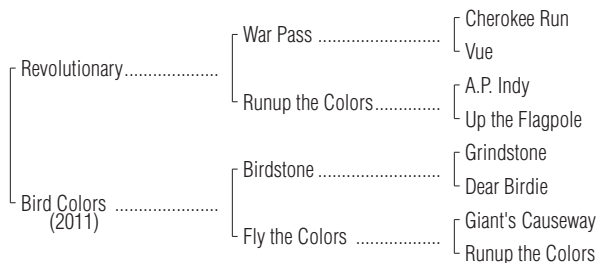 Cherokee Run
War Pass ..........................
Vue
Revolutionary....................
A.P. Indy
Runup the Colors..............
Up the Flagpole
Grindstone
Birdstone ..........................
Dear Birdie
Bird Colors ......................
(2011)
Giant's Causeway
Fly the Colors ..................
Runup the Colors